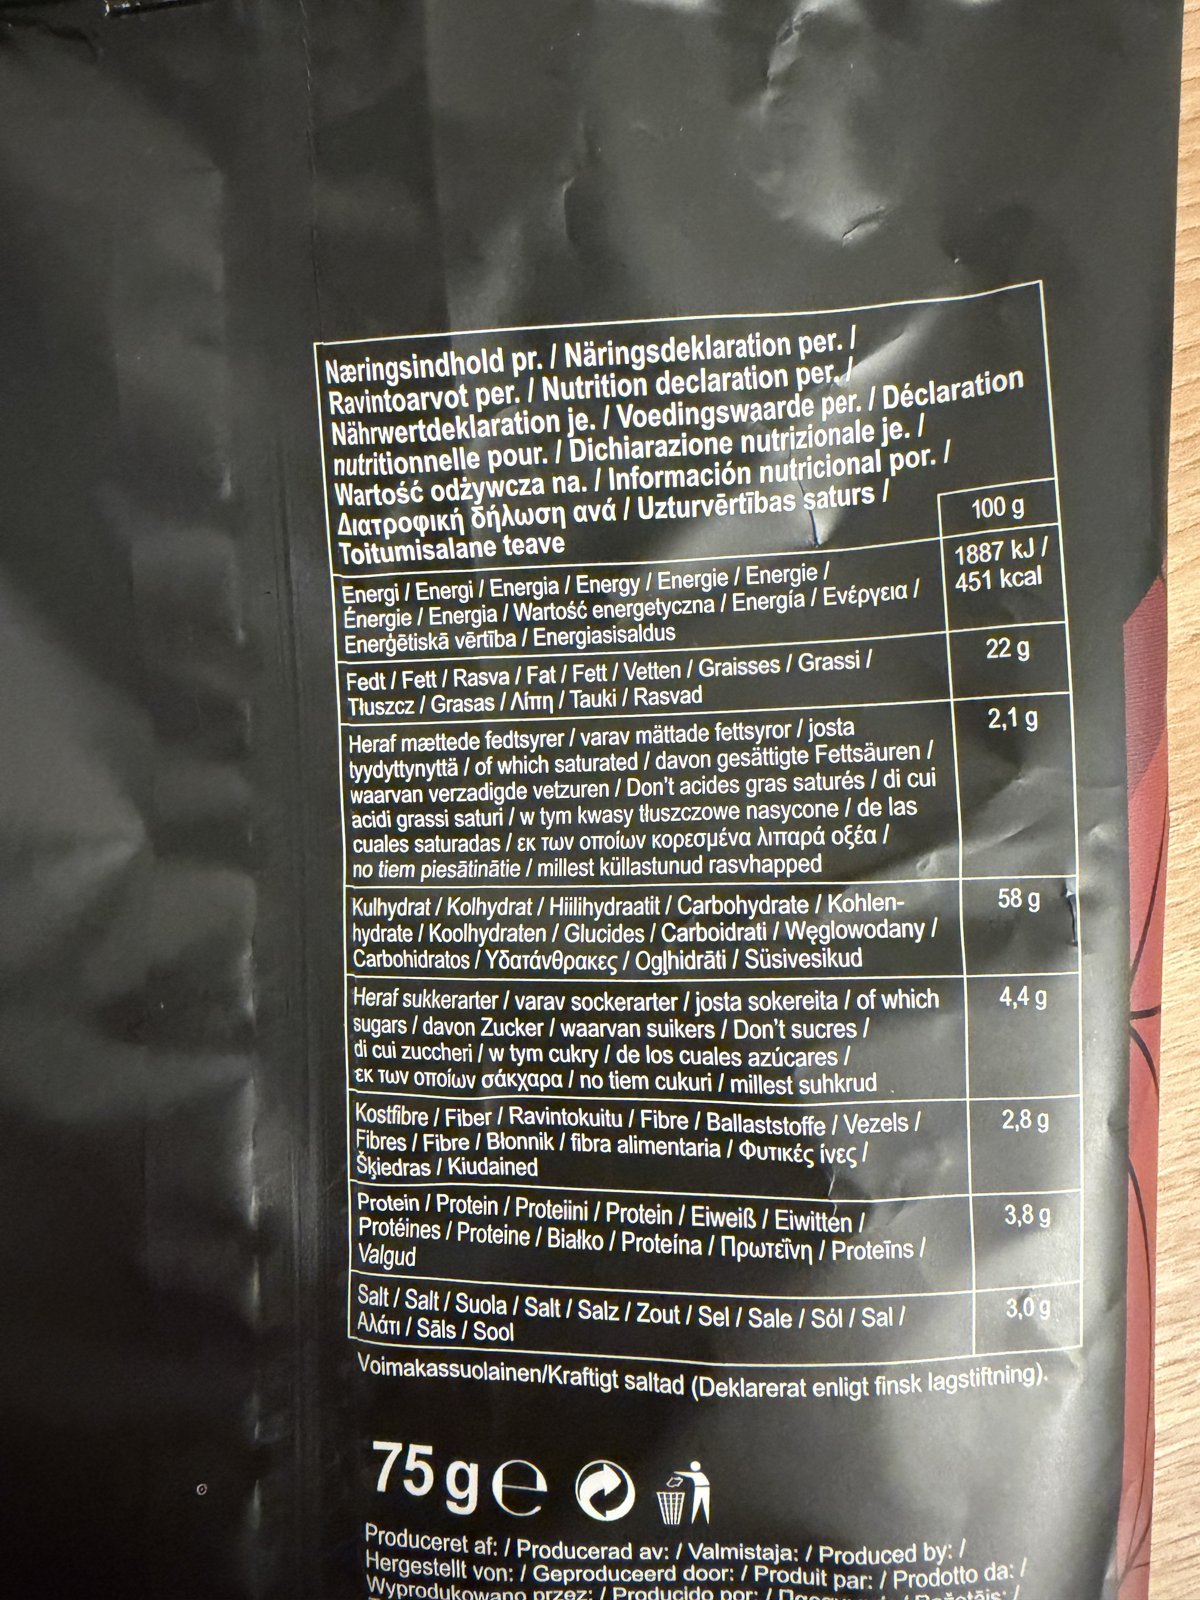 Næringsindhold pr. / Näringsdeklaration per. /
Ravintoarvot per. / Nutrition declaration per. /
Nährwertdeklaration je. / Voedingswaarde per. / Déclaration
nutritionnelle pour. / Dichiarazione nutrizionale je. /
Wartość odżywcza na. / Información nutricional por. /
Διατροφική δήλωση ανά / Uzturvērtības saturs /
Toitumisalane teave
100 g
Energi / Energi / Energia / Energy / Energie / Energie /
Énergie / Energia / Wartość energetyczna / Energía / Ενέργεια /
Enerģētiskā vērtība / Energiasisaldus
1887 kJ /
451 kcal
Fedt / Fett / Rasva / Fat / Fett / Vetten / Graisses / Grassi /
Tłuszcz / Grasas / Λίπη / Tauki / Rasvad
22 g
Heraf mættede fedtsyrer / varav mättade fettsyror / josta
tyydyttynyttä / of which saturated / davon gesättigte Fettsäuren /
waarvan verzadigde vetzuren / Don't acides gras saturés / di cui
acidi grassi saturi / w tym kwasy tłuszczowe nasycone / de las
cuales saturadas / εκ των οποίων κορεσμένα λιπαρά οξέα /
no tiem piesātinātie / millest küllastunud rasvhapped
2,1 g
Kulhydrat / Kolhydrat / Hiilihydraatit / Carbohydrate / Kohlen-
hydrate / Koolhydraten / Glucides / Carboidrati / Węglowodany /
Carbohidratos / Υδατάνθρακες / Ogļhidrāti / Süsivesikud
58 g
Heraf sukkerarter / varav sockerarter / josta sokereita / of which
sugars / davon Zucker / waarvan suikers / Don't sucres /
di cui zuccheri / w tym cukry / de los cuales azúcares /
εκ των οποίων σάκχαρα / no tiem cukuri / millest suhkrud
4,4 g
Kostfibre / Fiber / Ravintokuitu / Fibre / Ballaststoffe / Vezels /
Fibres / Fibre / Błonnik / fibra alimentaria / Φυτικές ίνες /
Šķiedras / Kiudained
2,8 g
Protein / Protein / Proteiini / Protein / Eiweiß / Eiwitten /
Protéines / Proteine / Białko / Proteína / Πρωτεΐνη / Proteīns /
Valgud
3,8 g
Salt / Salt / Suola / Salt / Salz / Zout / Sel / Sale / Sól / Sal /
Αλάτι / Sāls / Sool
3,0 g
Voimakassuolainen/Kraftigt saltad (Deklarerat enligt finsk lagstiftning).
75 g e
Produceret af: / Producerad av: / Valmistaja: / Produced by: /
Hergestellt von: / Geproduceerd door: / Produit par: / Prodotto da: /
Wyprodukowano przez: / Producido por: /